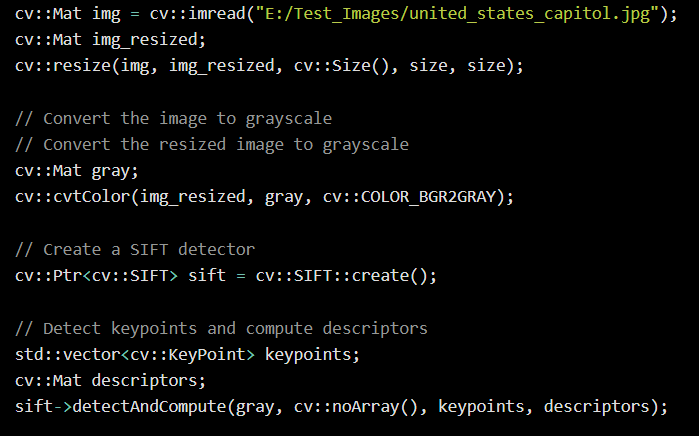 cv::Mat img = cv::imread("E:/Test_Images/united_states_capitol.jpg");
cv::Mat img_resized;
cv::resize(img, img_resized, cv::Size(), size, size);
// Convert the image to grayscale
// Convert the resized image to grayscale
cv::Mat gray;
cv::cvtColor(img_resized, gray, cv::COLOR_BGR2GRAY);
// Create a SIFT detector
cv::Ptr<cv::SIFT> sift = cv::SIFT::create();
// Detect keypoints and compute descriptors
std::vector<cv::KeyPoint> keypoints;
cv::Mat descriptors;
sift->detectAndCompute(gray, cv::noArray(), keypoints, descriptors);